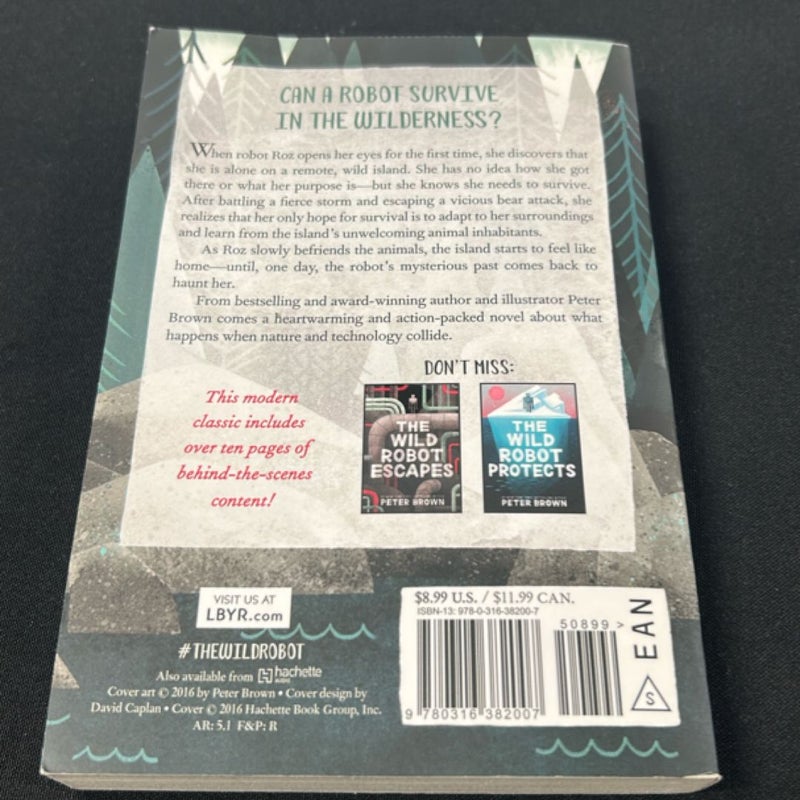 CAN A ROBOT SURVIVE
IN THE WILDERNESS?
When robot Roz opens her eyes for the first time, she discovers that
she is alone on a remote, wild island. She has no idea how she got
there or what her purpose is—but she knows she needs to survive.
After battling a fierce storm and escaping a vicious bear attack, she
realizes that her only hope for survival is to adapt to her surroundings
and learn from the island's unwelcoming animal inhabitants.
As Roz slowly befriends the animals, the island starts to feel like
home—until, one day, the robot's mysterious past comes back to
haunt her.
From bestselling and award-winning author and illustrator Peter
Brown comes a heartwarming and action-packed novel about what
happens when nature and technology collide.
DON'T MISS:
This modern
classic includes
over ten pages of
behind-the-scenes
content!
THE
WILD
ROBOT
ESCAPES
PETER BROWN
THE
WILD
ROBOT
PROTECTS
PETER BROWN
VISIT US AT
LBYR.com
#THEWILDROBOT
Also available from hachette
AUDIO
Cover art © 2016 by Peter Brown • Cover design by
David Caplan • Cover © 2016 Hachette Book Group, Inc.
AR: 5.1 F&P: R
$8.99 U.S. / $11.99 CAN.
ISBN-13: 978-0-316-38200-7
50899 >
9 780316 382007
EAN
S